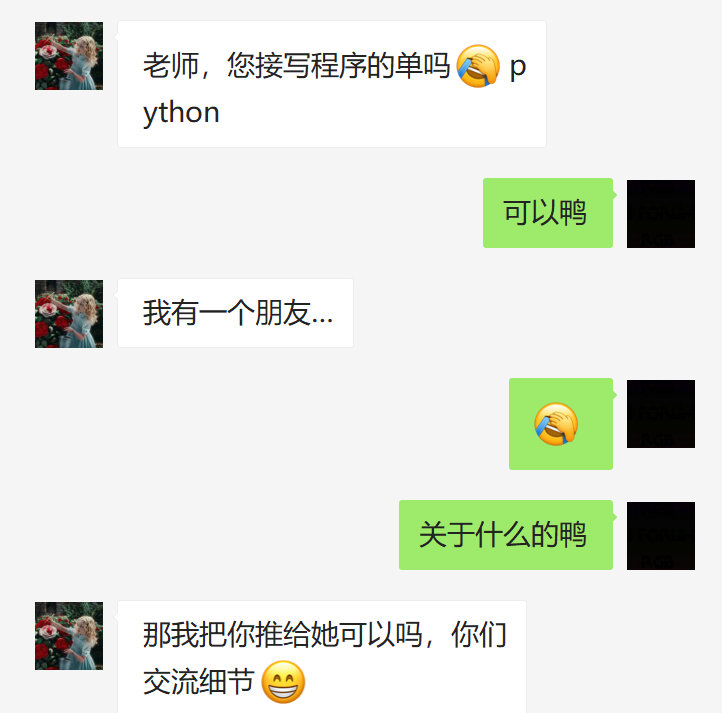 老师，您接写程序的单吗🤣 p
ython
可以鸭
我有一个朋友...
关于什么的鸭
那我把你推给她可以吗，你们
交流细节😁